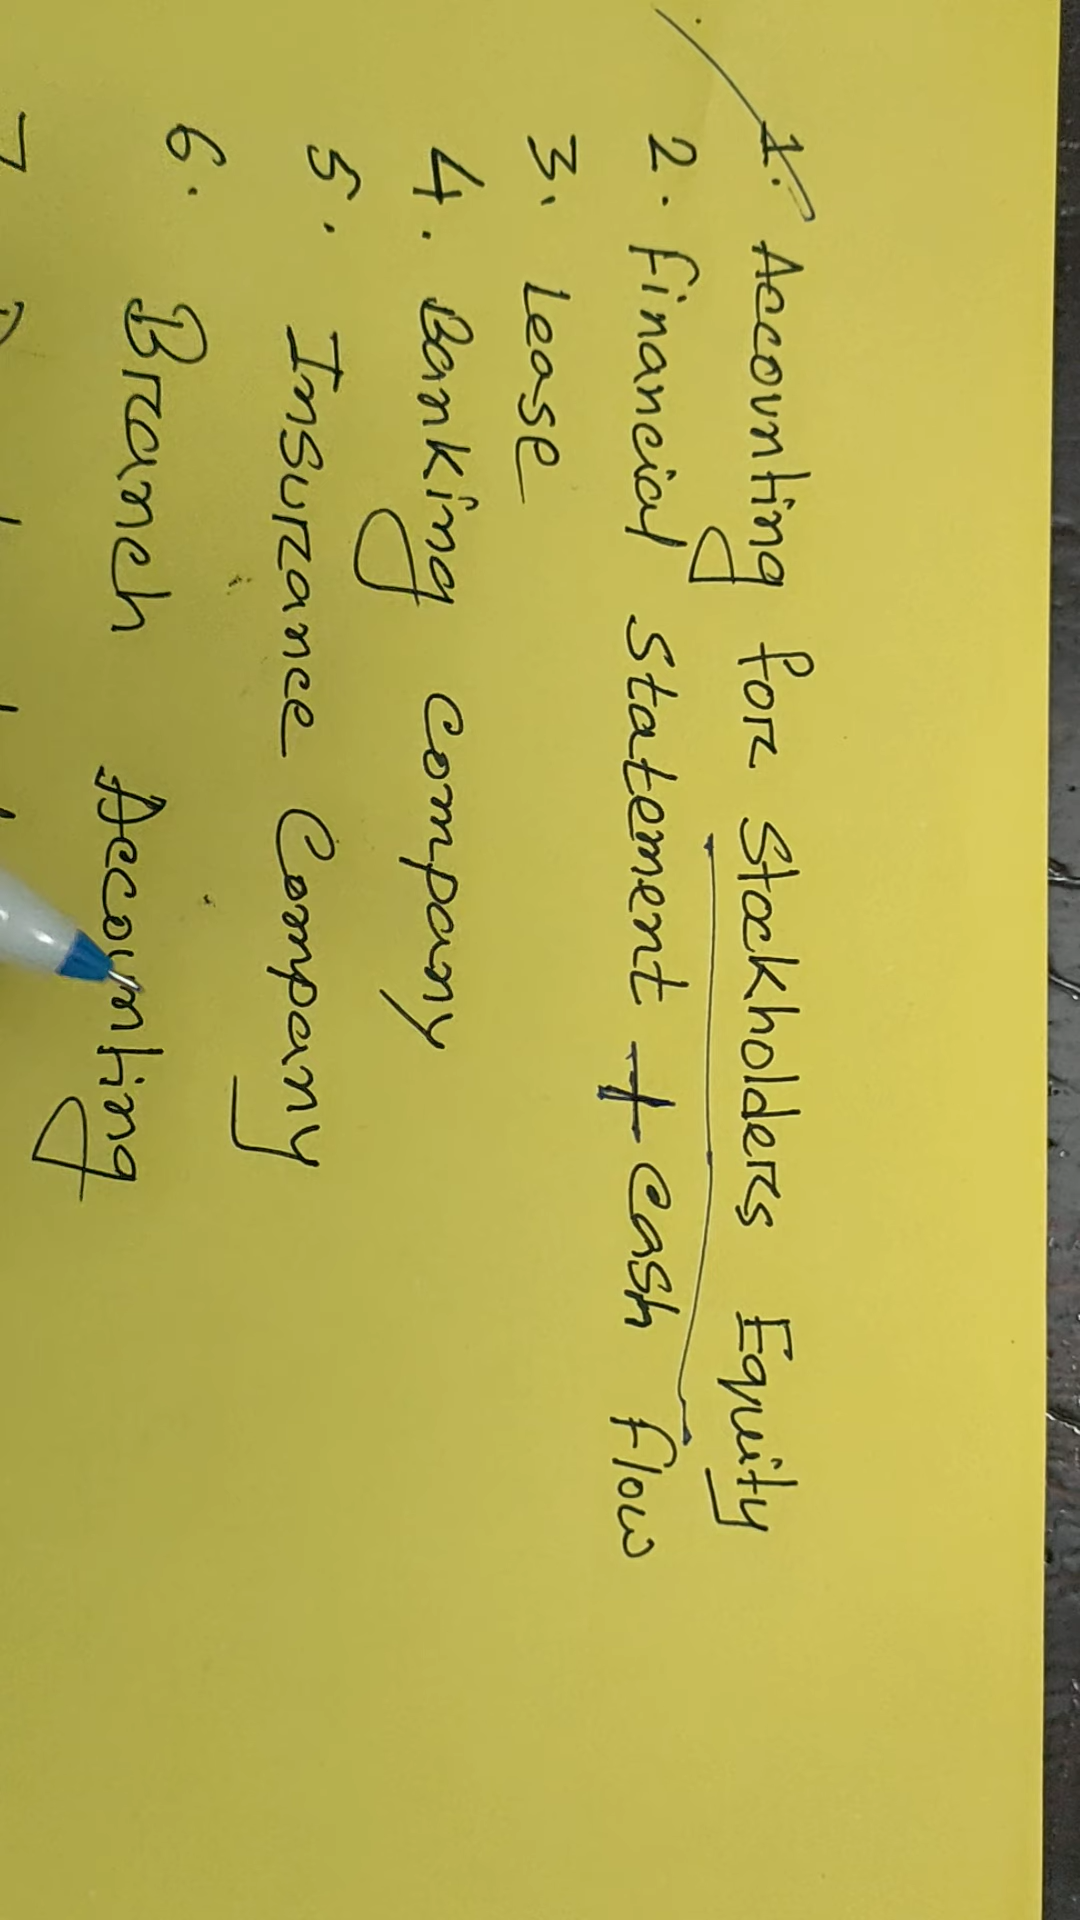 1. Accounting for Stockholders Equity
2. Financial Statement + Cash Flow
3. Lease
4. Banking Company
5. Insurance Company
6. Branch Accounting
7